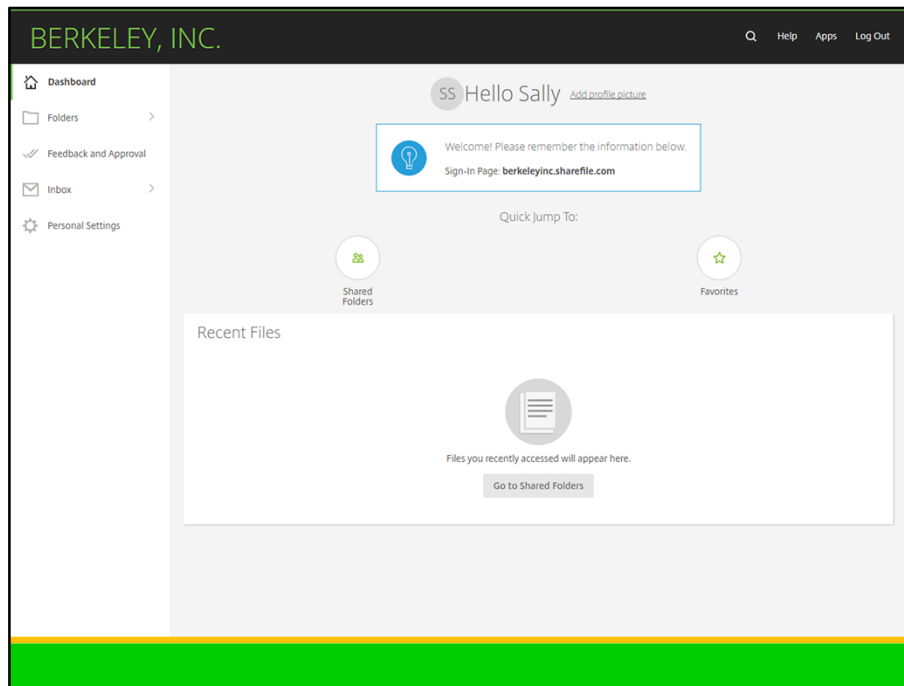 BERKELEY, INC.
Help Apps Log Out
Dashboard
Folders
Feedback and Approval
Inbox
Personal Settings
SS Hello Sally Add profile picture
Welcome! Please remember the information below.
Sign-In Page: berkeleyinc.sharefile.com
Quick Jump To:
Shared
Folders
Favorites
Recent Files
Files you recently accessed will appear here.
Go to Shared Folders